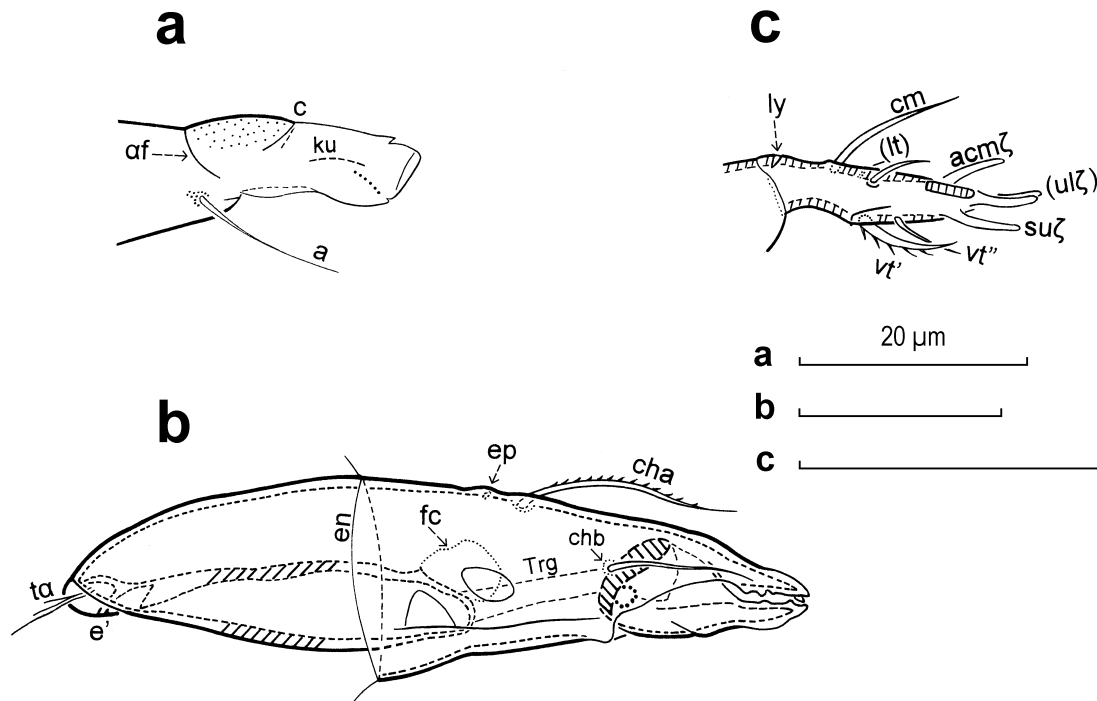 a
c
αf
ku
a
c
ly
cm
(lt)
acmζ
(ulζ)
suζ
vt'
vt"
20 µm
a
b
c
b
ep
cha
en
fc
chb
Trg
tα
e'